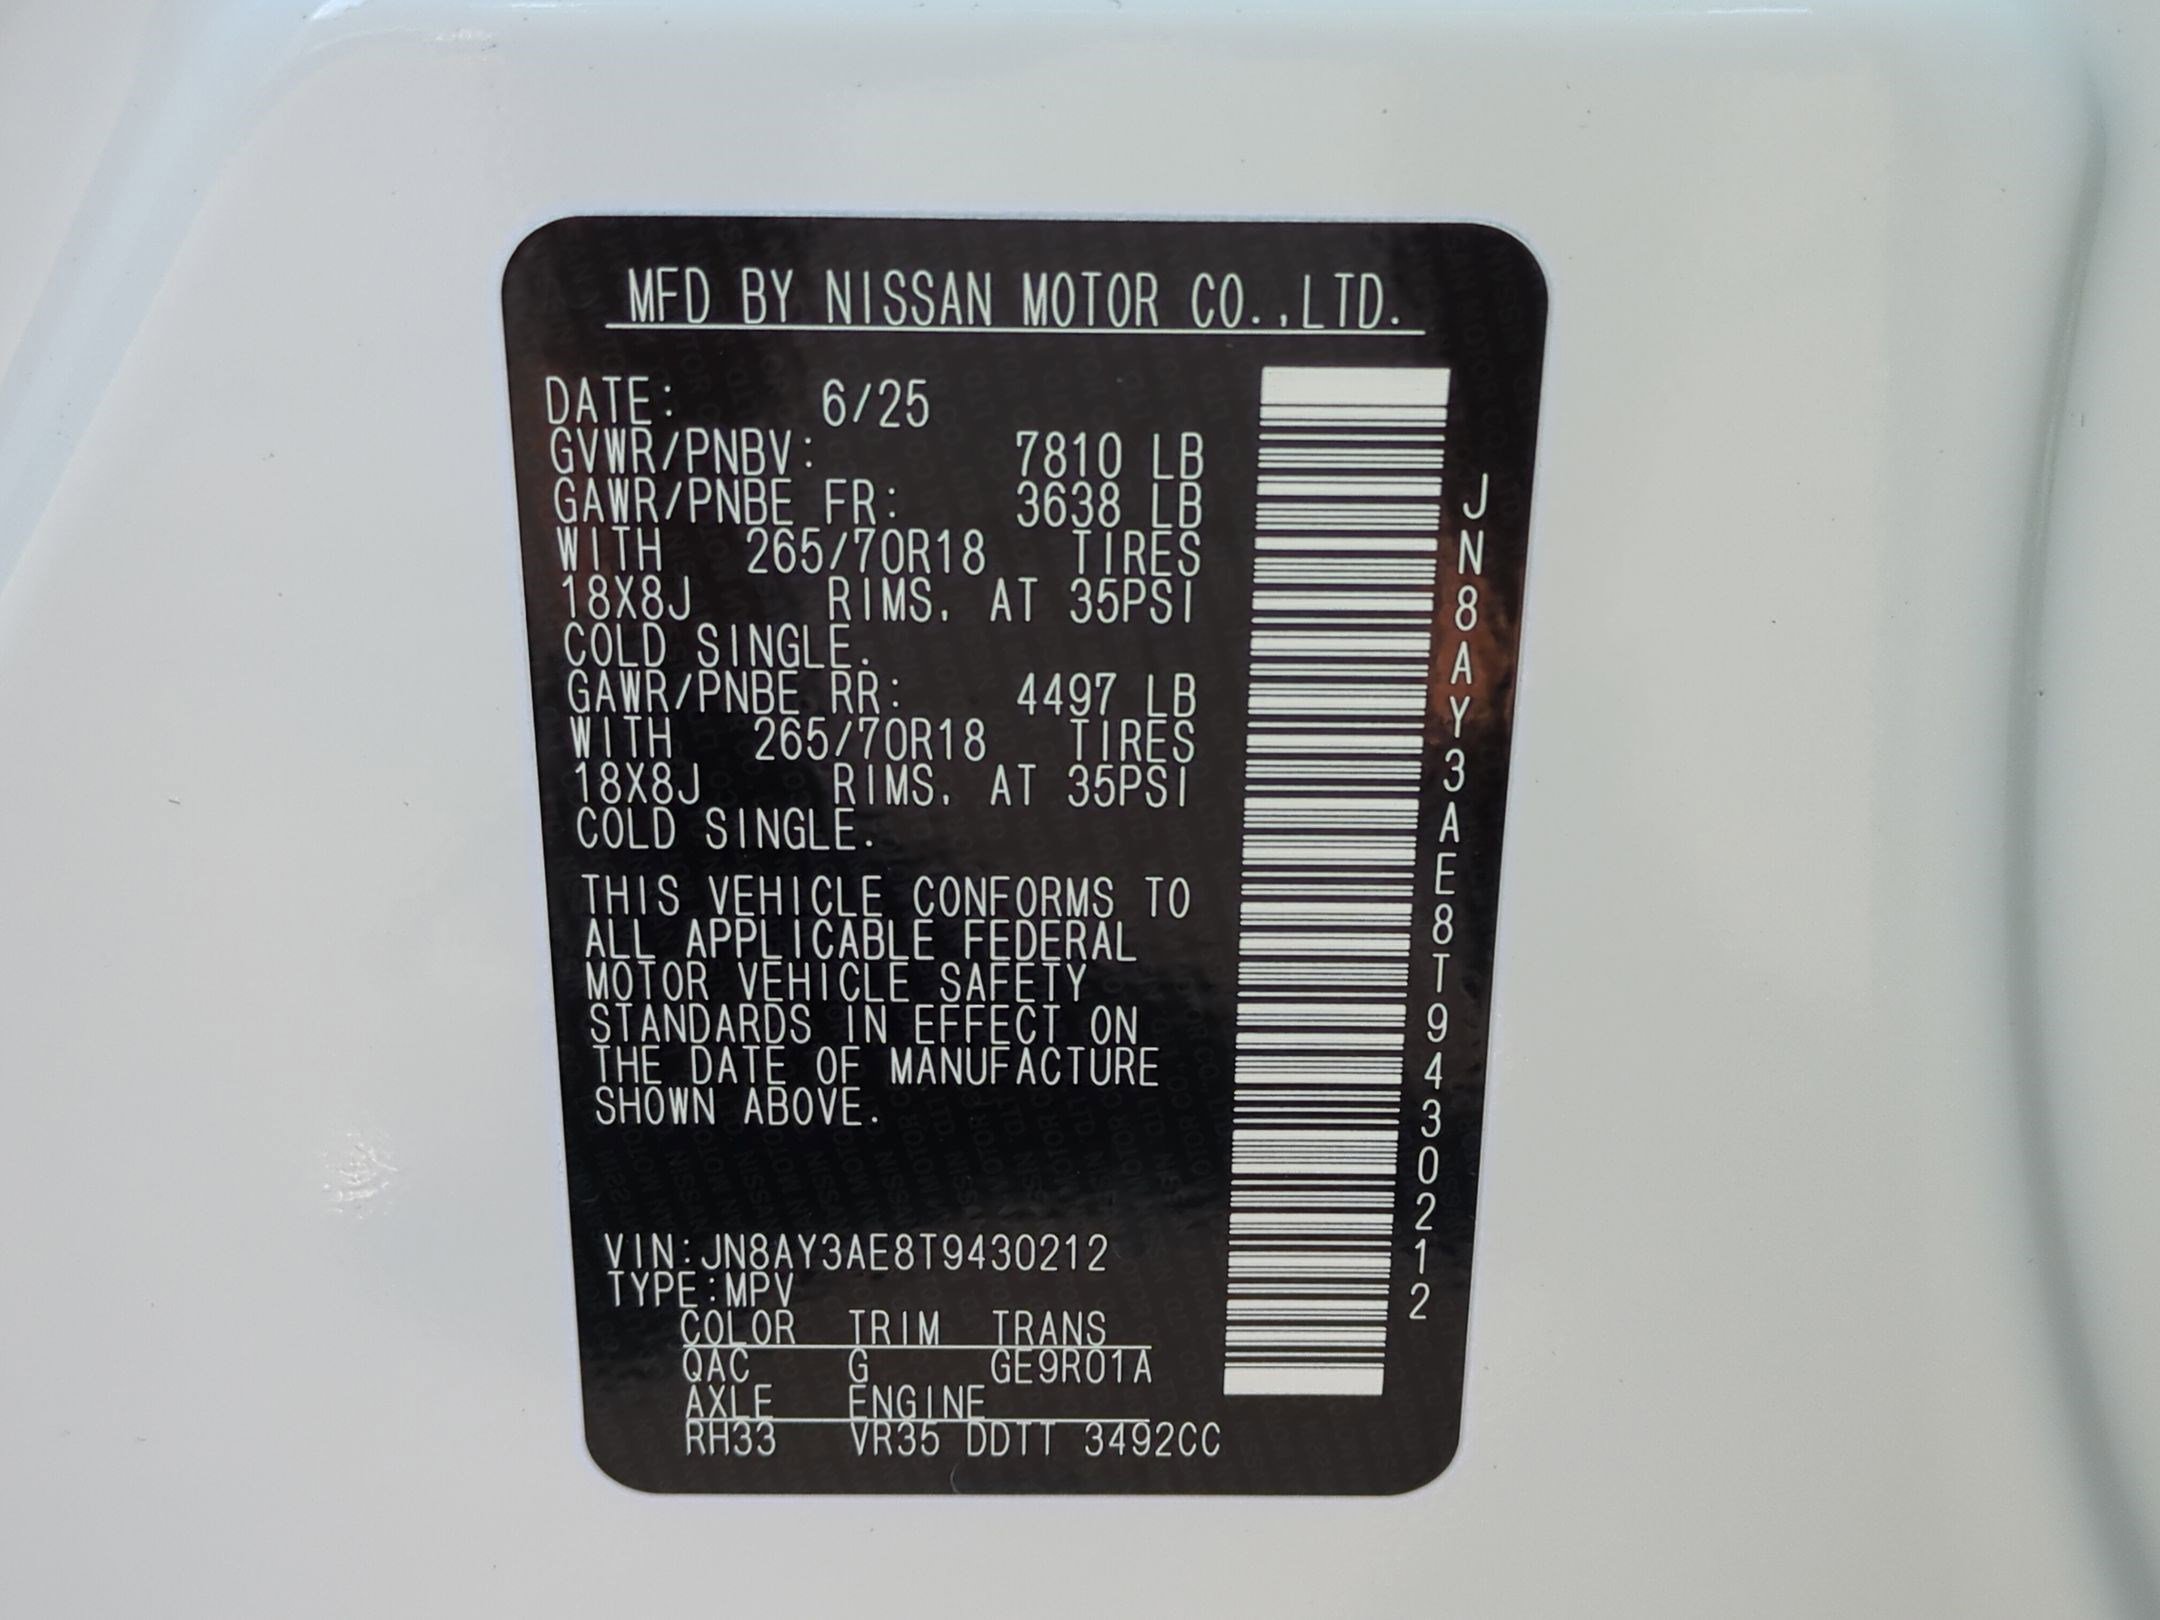 MFD BY NISSAN MOTOR CO.,LTD.
DATE: 6/25
GVWR/PNBV: 7810 LB
GAWR/PNBE FR: 3638 LB
WITH 265/70R18 TIRES
18X8J RIMS. AT 35PSI
COLD SINGLE.
GAWR/PNBE RR: 4497 LB
WITH 265/70R18 TIRES
18X8J RIMS. AT 35PSI
COLD SINGLE.
THIS VEHICLE CONFORMS TO
ALL APPLICABLE FEDERAL
MOTOR VEHICLE SAFETY
STANDARDS IN EFFECT ON
THE DATE OF MANUFACTURE
SHOWN ABOVE.
VIN:JN8AY3AE8T9430212
TYPE:MPV
COLOR TRIM TRANS
QAC G GE9R01A
AXLE ENGINE
RH33 VR35 DDTT 3492CC
JN8AY3AE8T9430212